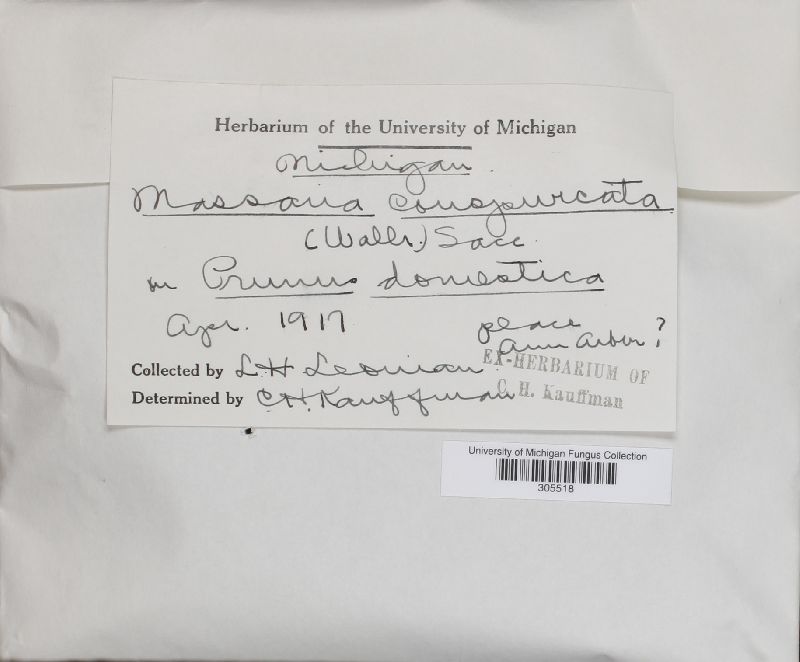 Herbarium of the University of Michigan
Michigan.
Massaria conspurcata
(Wallr.) Sacc.
on Prunus domestica
Apr. 1917
place
Ann Arbor?
Collected by L H Leonian
Determined by C.H. Kauffman
EX-HERBARIUM OF
C. H. Kauffman
University of Michigan Fungus Collection
305518